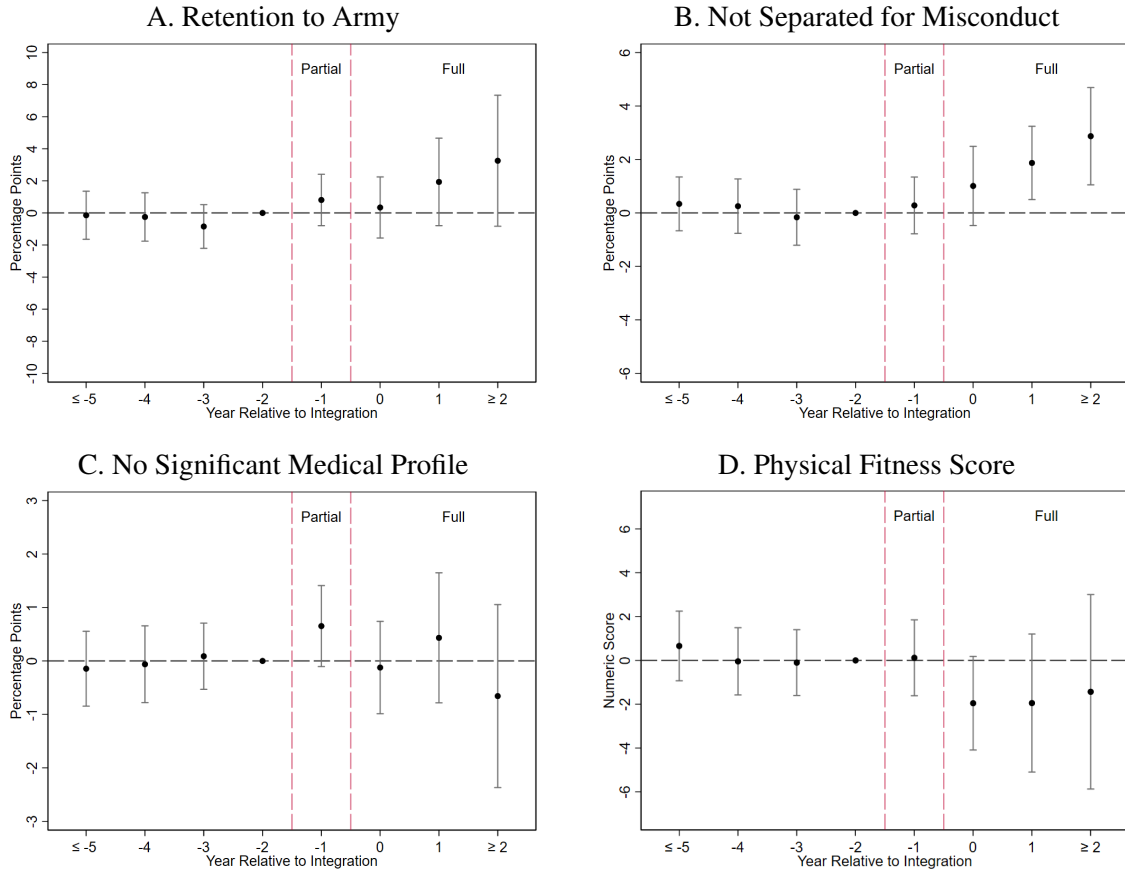 A. Retention to Army
Partial
Full
Percentage Points
10
8
6
4
2
0
-2
-4
-6
-8
-10
≤ -5 -4 -3 -2 -1 0 1 ≥ 2
Year Relative to Integration
B. Not Separated for Misconduct
Partial
Full
Percentage Points
6
4
2
0
-2
-4
-6
≤ -5 -4 -3 -2 -1 0 1 ≥ 2
Year Relative to Integration
C. No Significant Medical Profile
Partial
Full
Percentage Points
3
2
1
0
-1
-2
-3
≤ -5 -4 -3 -2 -1 0 1 ≥ 2
Year Relative to Integration
D. Physical Fitness Score
Partial
Full
Numeric Score
6
4
2
0
-2
-4
-6
≤ -5 -4 -3 -2 -1 0 1 ≥ 2
Year Relative to Integration